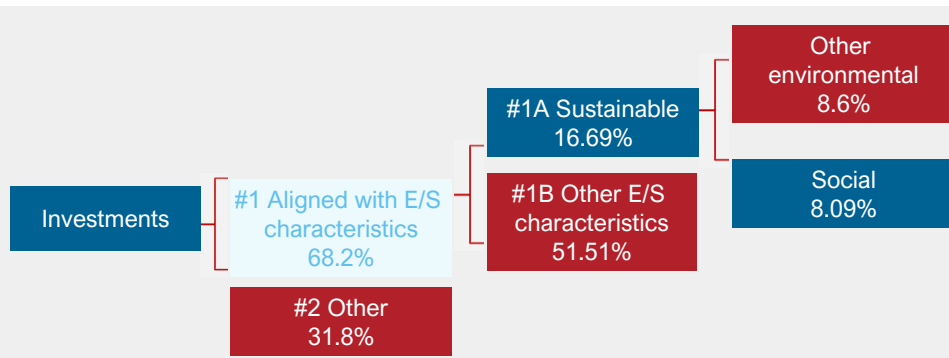 Investments
#1 Aligned with E/S
characteristics
68.2%
#2 Other
31.8%
#1A Sustainable
16.69%
#1B Other E/S
characteristics
51.51%
Other
environmental
8.6%
Social
8.09%